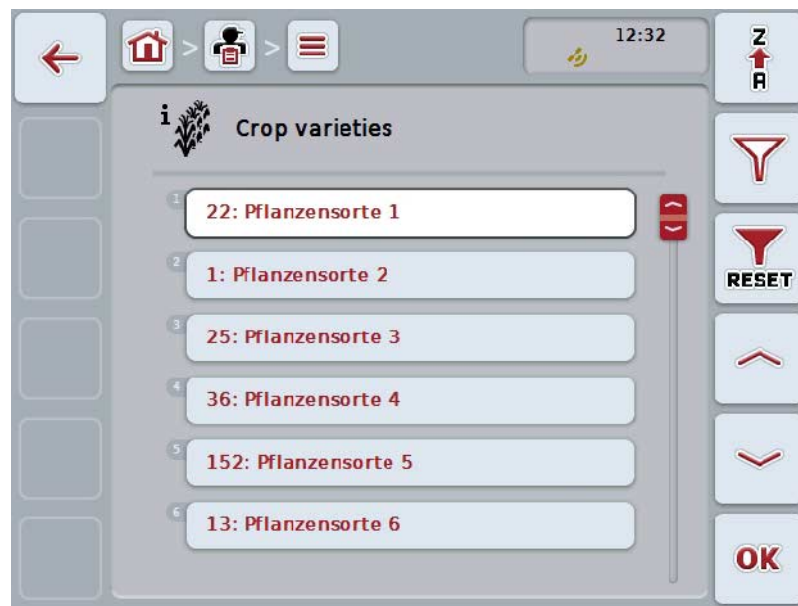 12:32
Z
A
i
Crop varieties
1
22: Pflanzensorte 1
2
1: Pflanzensorte 2
RESET
3
25: Pflanzensorte 3
4
36: Pflanzensorte 4
5
152: Pflanzensorte 5
6
13: Pflanzensorte 6
OK